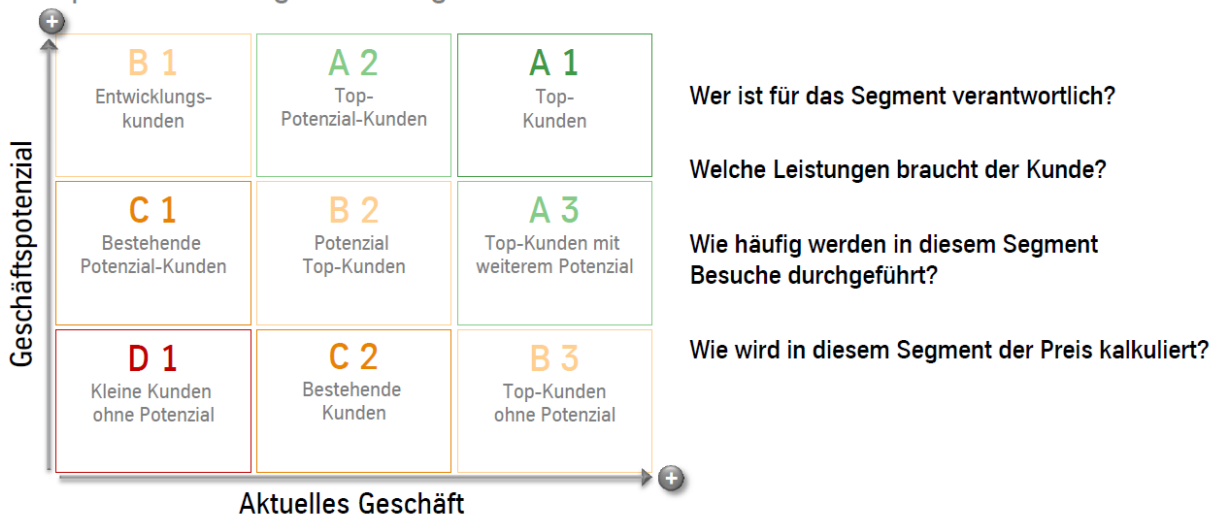 Geschäftspotenzial
B 1
Entwicklungs-
kunden
A 2
Top-
Potenzial-Kunden
A 1
Top-
Kunden
C 1
Bestehende
Potenzial-Kunden
B 2
Potenzial
Top-Kunden
A 3
Top-Kunden mit
weiterem Potenzial
D 1
Kleine Kunden
ohne Potenzial
C 2
Bestehende
Kunden
B 3
Top-Kunden
ohne Potenzial
Aktuelles Geschäft
Wer ist für das Segment verantwortlich?
Welche Leistungen braucht der Kunde?
Wie häufig werden in diesem Segment
Besuche durchgeführt?
Wie wird in diesem Segment der Preis kalkuliert?